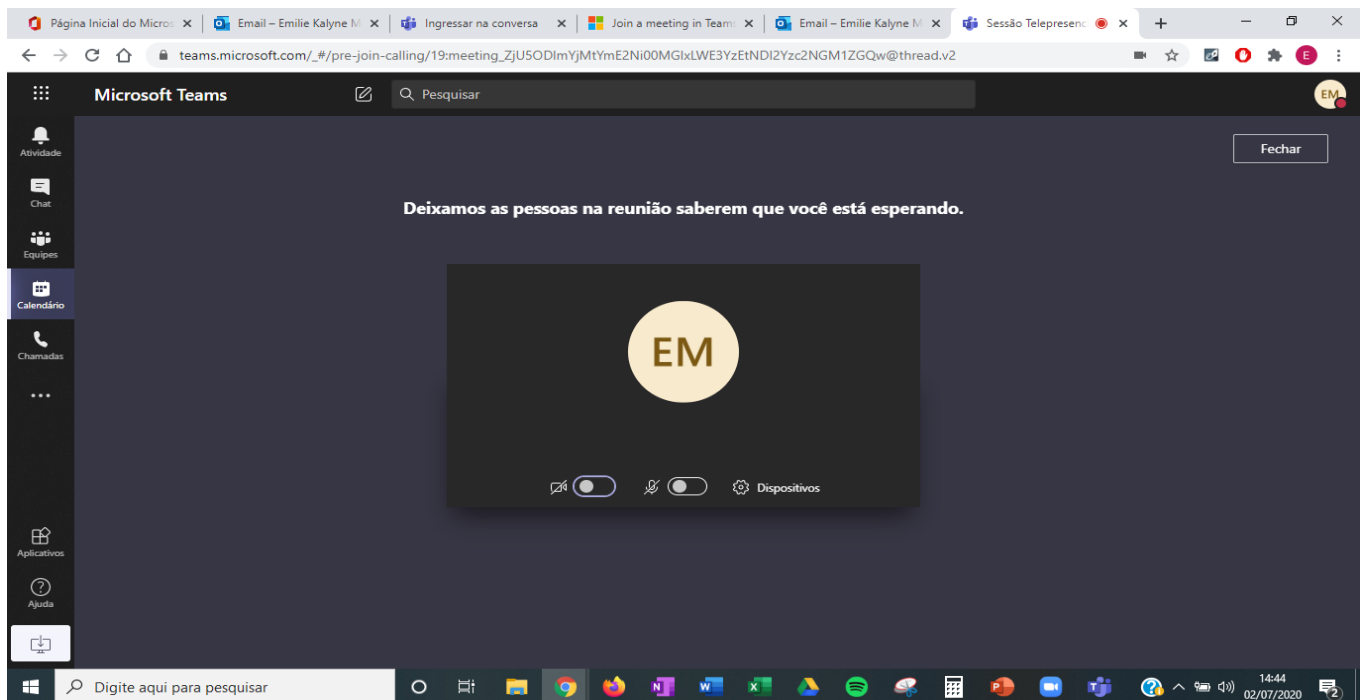 Página Inicial do Micros
Email – Emilie Kalyne M
Ingressar na conversa
Join a meeting in Teams
Email – Emilie Kalyne M
Sessão Telepresenc
teams.microsoft.com/_#/pre-join-calling/19:meeting_ZjU5ODlmYjMtYmE2Ni00MGIxLWE3YzEtNDI2Yzc2NGM1ZGQw@thread.v2
E
Microsoft Teams
Pesquisar
EM
Atividade
Chat
Equipes
Calendário
Chamadas
Aplicativos
Ajuda
Fechar
Deixamos as pessoas na reunião saberem que você está esperando.
EM
Dispositivos
Digite aqui para pesquisar
14:44
02/07/2020
2